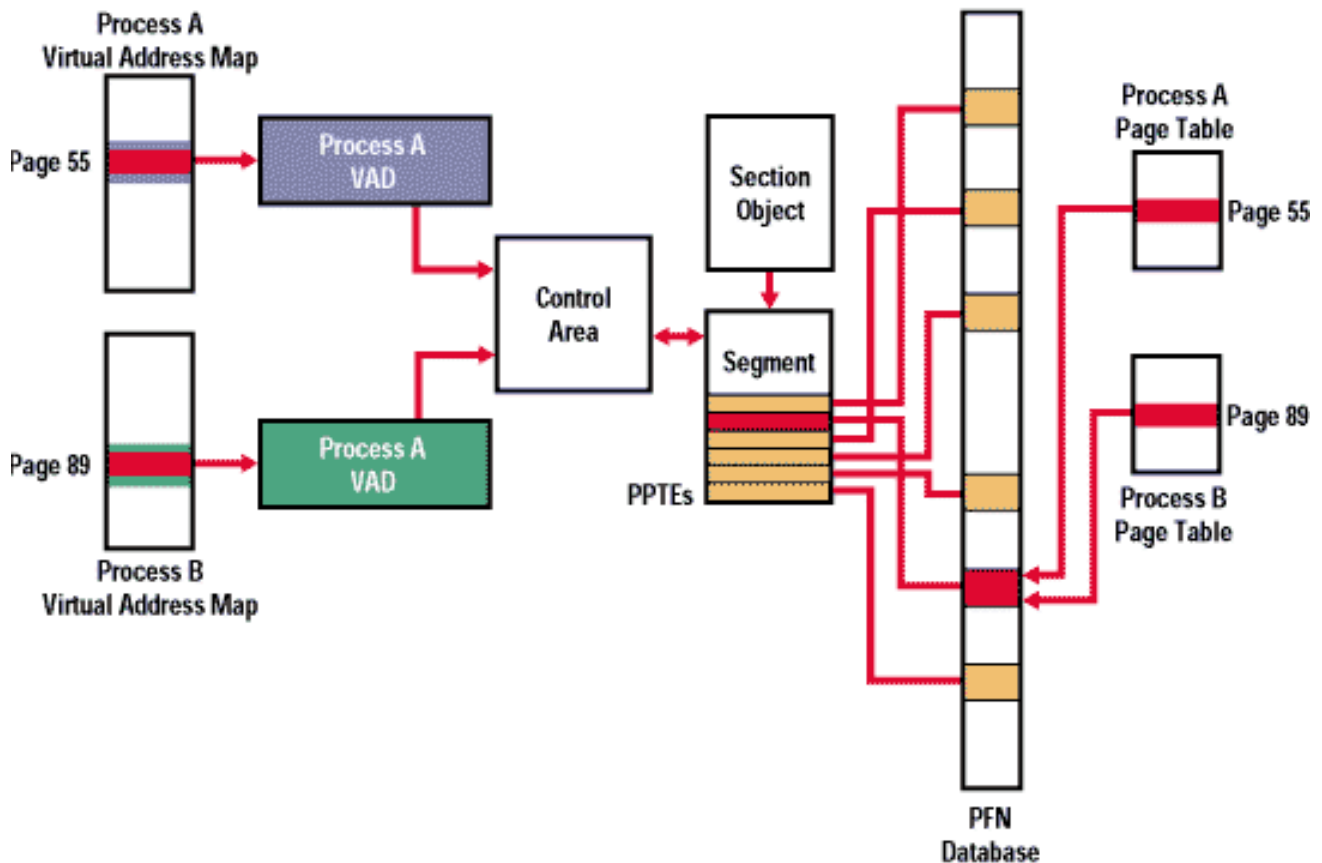 Process A
Virtual Address Map
Page 55
Process A
VAD
Control
Area
Section
Object
Segment
PPTEs
Process A
Page Table
Page 55
Page 89
Process A
VAD
Process B
Virtual Address Map
Page 89
Process B
Page Table
PFN
Database